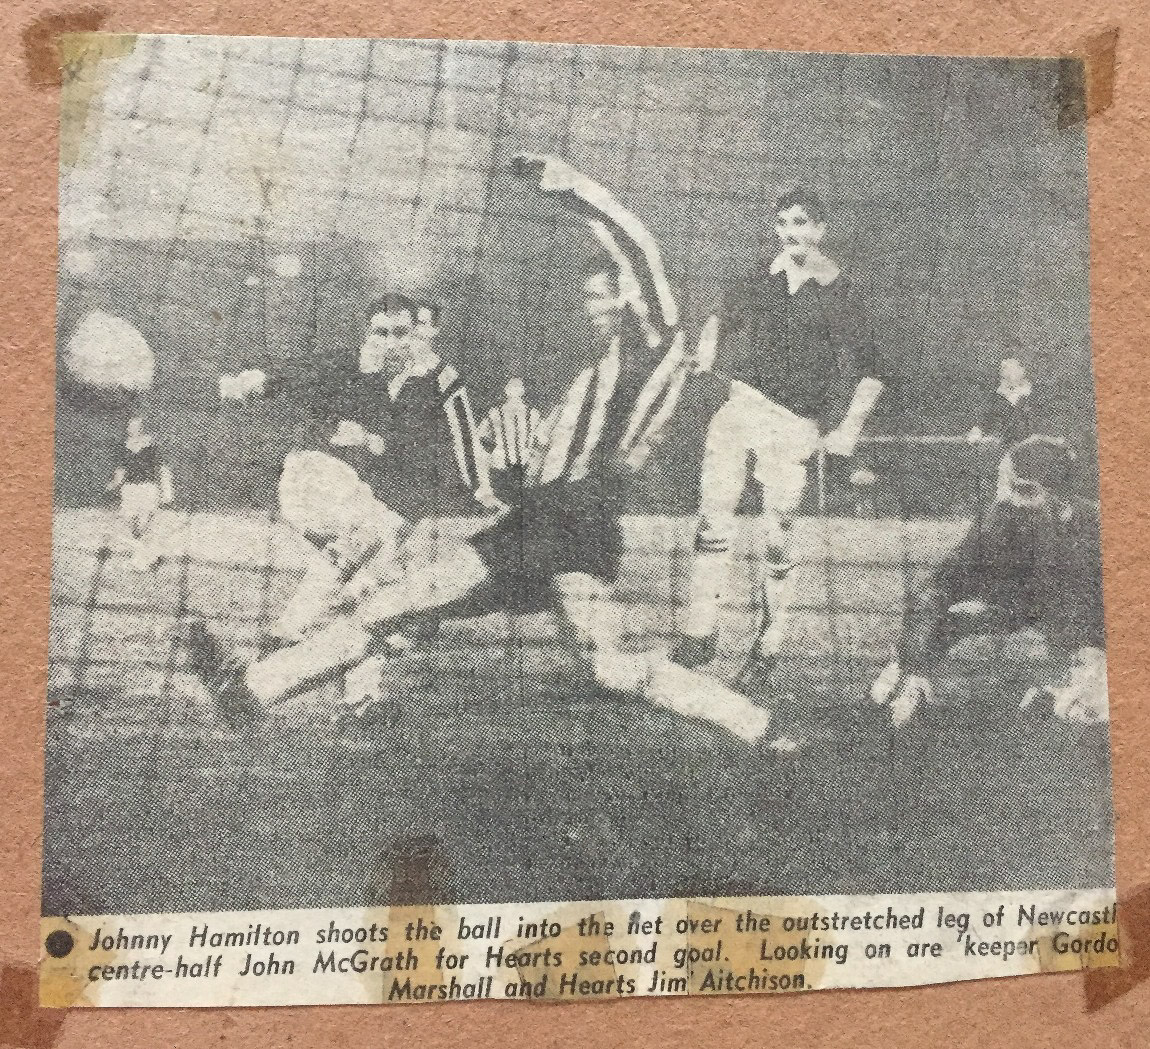 Johnny Hamilton shoots the ball into the net over the outstretched leg of Newcastl
centre-half John McGrath for Hearts second goal. Looking on are 'keeper Gordo
Marshall and Hearts Jim Aitchison.